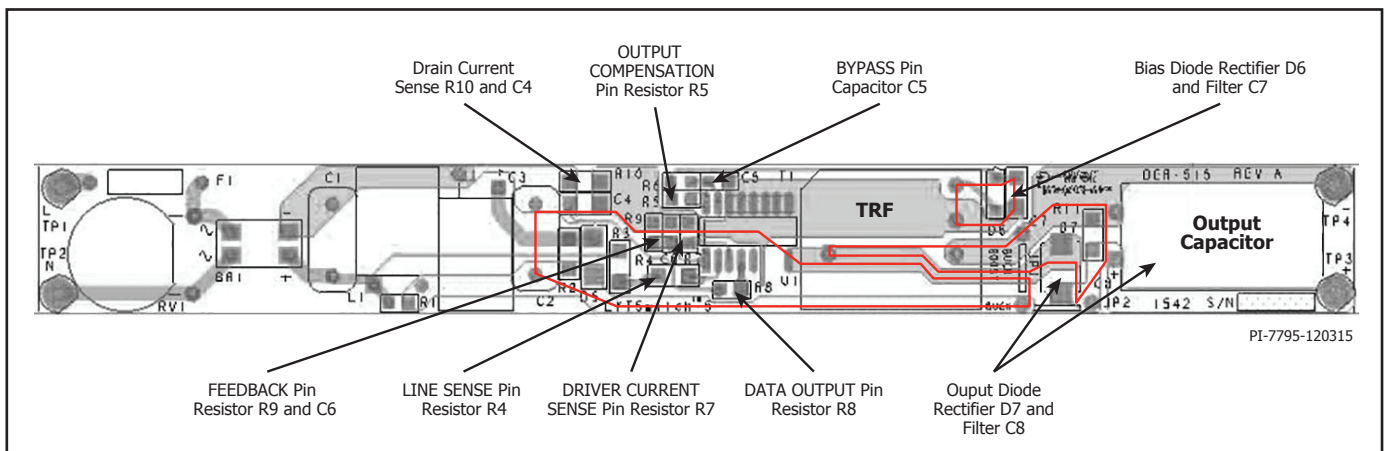 Drain Current
Sense R10 and C4
OUTPUT
COMPENSATION
Pin Resistor R5
BYPASS Pin
Capacitor C5
Bias Diode Rectifier D6
and Filter C7
F1
C1
C3
R10
C4
R6
R5
C5
T1
DER-515 REV A
L
TP1
TP2
N
BR1
RV1
L1
R1
C2
R2
R3
R9
R4
TRF
U1
R8
D6
R11
D7
Output
Capacitor
TP4
TP3
JP2
1542 S/N
PI-7795-120315
FEEDBACK Pin
Resistor R9 and C6
LINE SENSE Pin
Resistor R4
DRIVER CURRENT
SENSE Pin Resistor R7
DATA OUTPUT Pin
Resistor R8
Ouput Diode
Rectifier D7 and
Filter C8